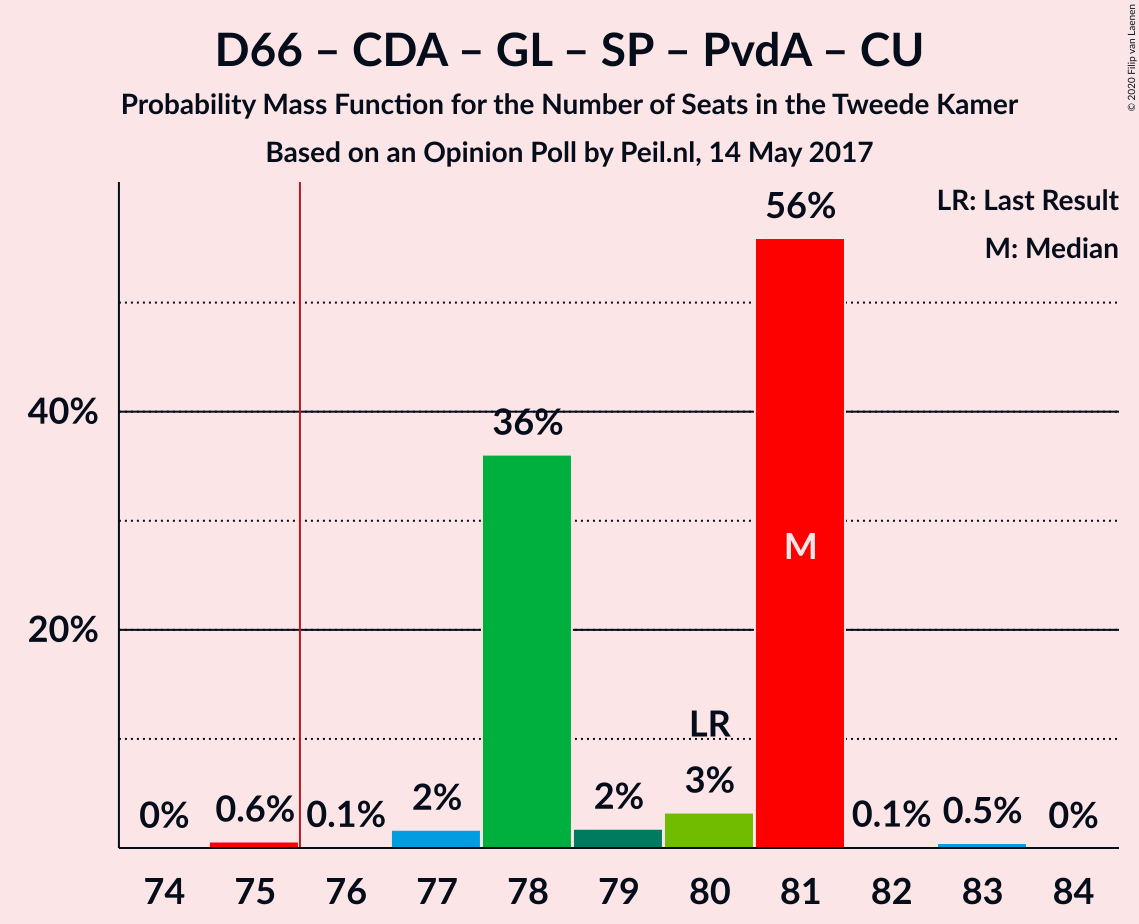 D66 – CDA – GL – SP – PvdA – CU
Probability Mass Function for the Number of Seats in the Tweede Kamer
Based on an Opinion Poll by Peil.nl, 14 May 2017
© 2020 Filip van Laenen
LR: Last Result
M: Median
56%
40%
36%
M
20%
LR
0%
0.6%
0.1%
2%
2%
3%
0.1%
0.5%
0%
74 75 76 77 78 79 80 81 82 83 84